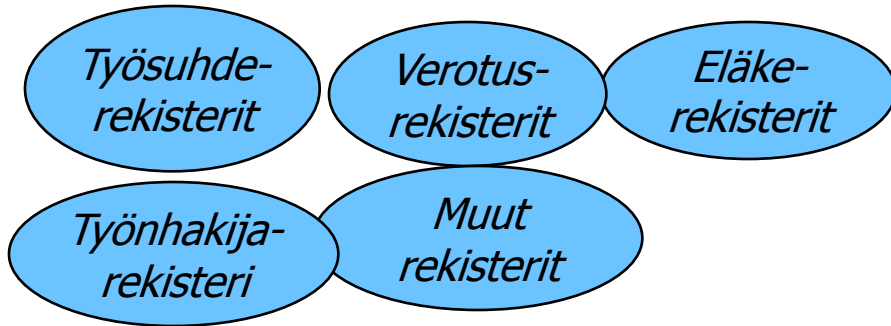 Työsuhde-
rekisterit
Verotus-
rekisterit
Eläke-
rekisterit
Työnhakija-
rekisteri
Muut
rekisterit